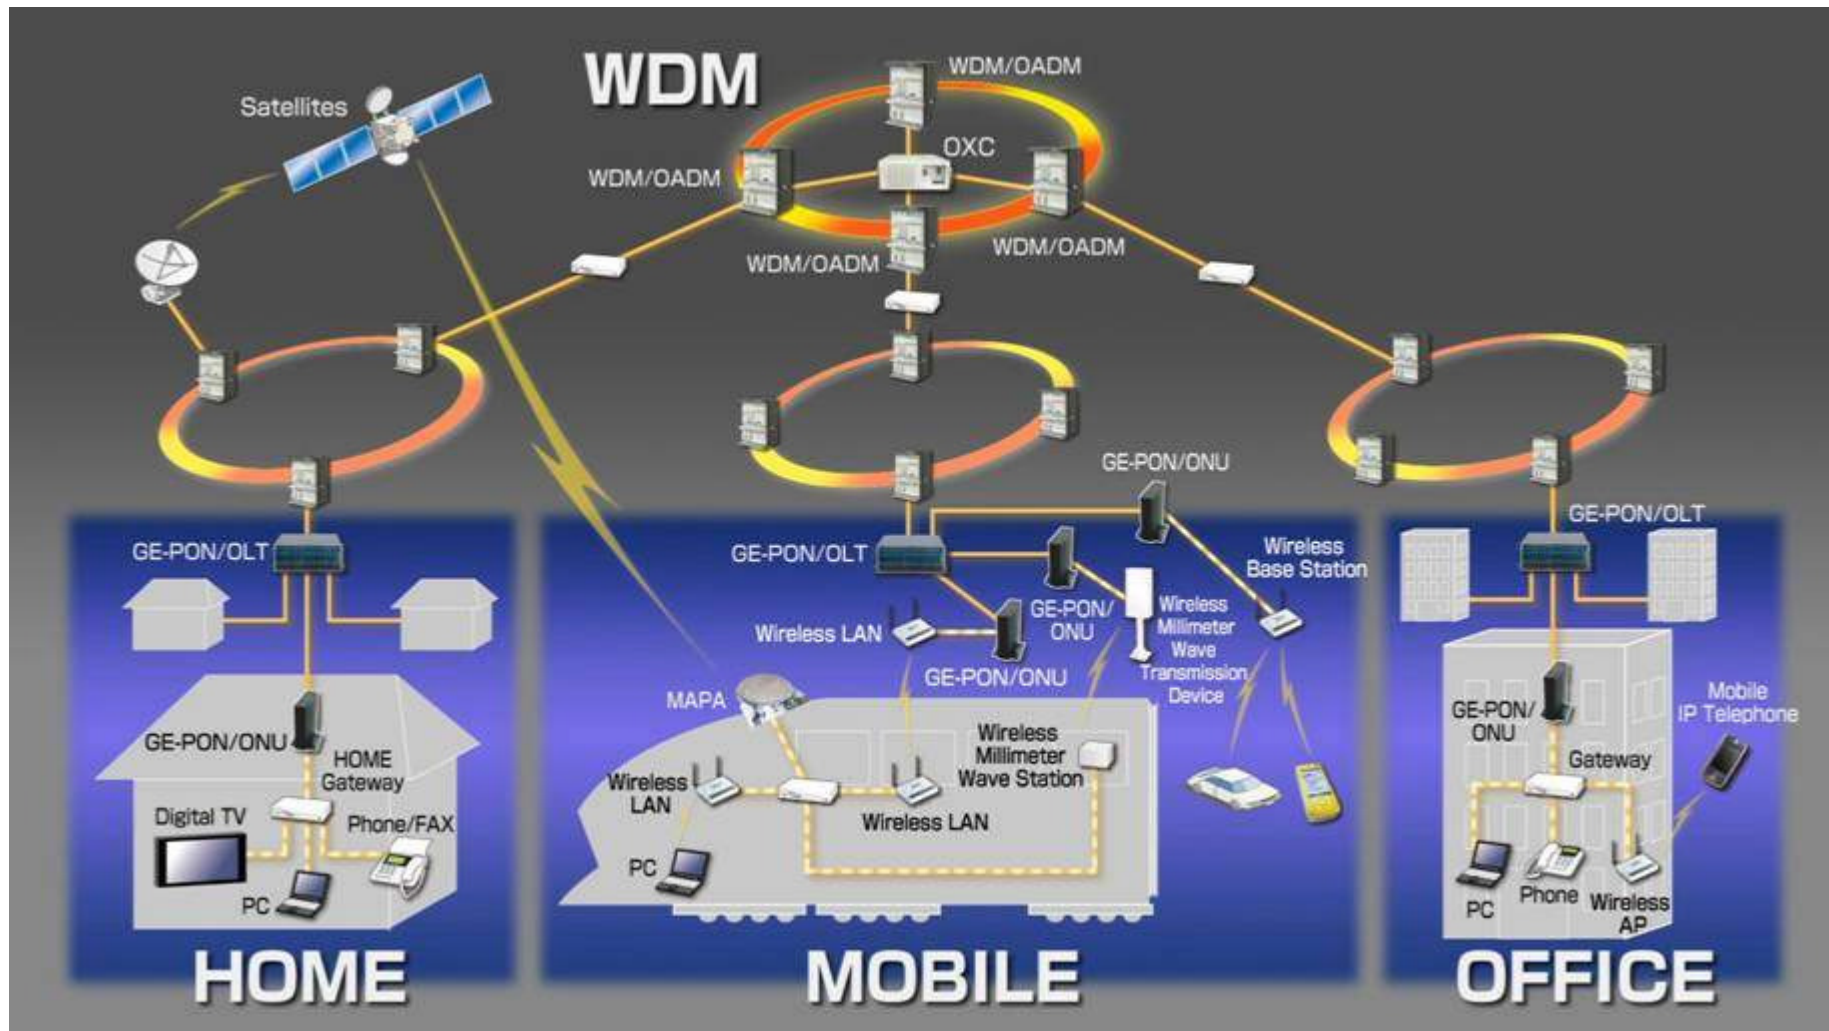 WDM
WDM/OADM
Satellites
OXC
WDM/OADM
WDM/OADM
WDM/OADM
GE-PON/ONU
GE-PON/OLT
GE-PON/OLT
GE-PON/OLT
Wireless
Base Station
GE-PON/
ONU
Wireless
Millimeter
Wave
Transmission
Device
Wireless LAN
GE-PON/ONU
MAPA
GE-PON/ONU
HOME
Gateway
Digital TV
Phone/FAX
PC
Wireless
LAN
Wireless
Millimeter
Wave Station
Wireless LAN
PC
GE-PON/
ONU
Mobile
IP Telephone
Gateway
PC
Phone
Wireless
AP
HOME
MOBILE
OFFICE